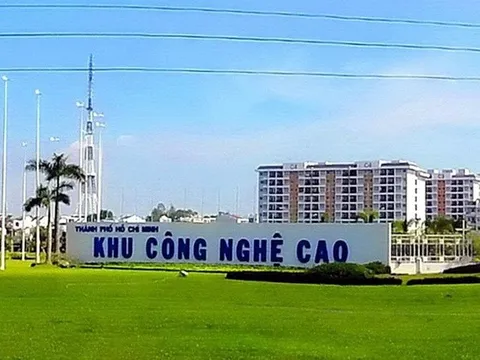 THÀNH PHỐ HỒ CHÍ MINH
KHU CÔNG NGHỆ CAO